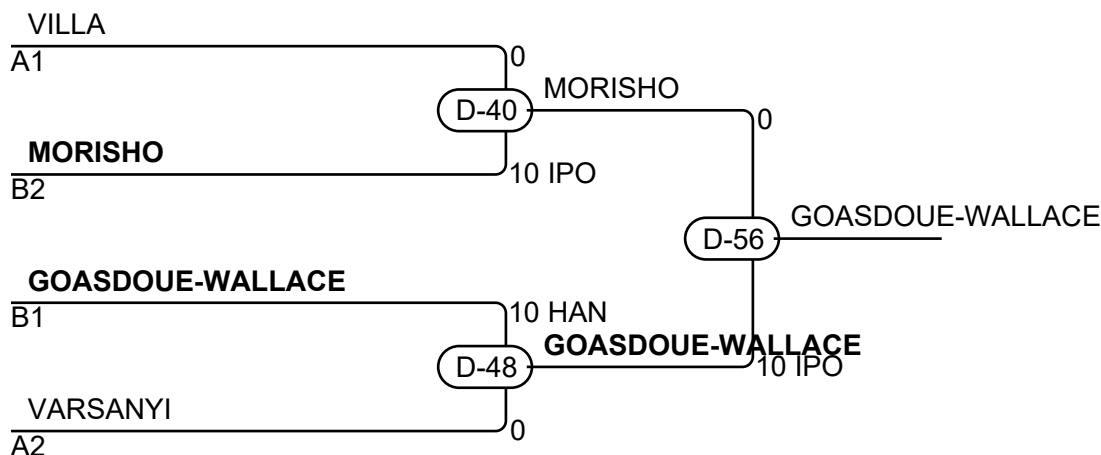 VILLA
A1
0
D-40
MORISHO
0
MORISHO
B2
10 IPO
D-56
GOASDOUE-WALLACE
GOASDOUE-WALLACE
B1
10 HAN
GOASDOUE-WALLACE
D-48
10 IPO
VARSANYI
A2
0